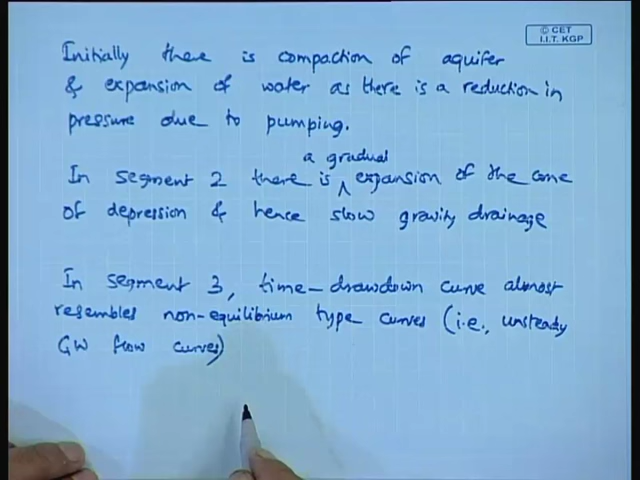 © CET
I.I.T. KGP
Initially there is compaction of aquifer
& expansion of water as there is a reduction in
pressure due to pumping.
a gradual
In segment 2 there is ^ expansion of the cone
of depression & hence slow gravity drainage
In segment 3, time-drawdown curve almost
resembles non-equilibrium type curves (i.e., unsteady
GW flow curves)